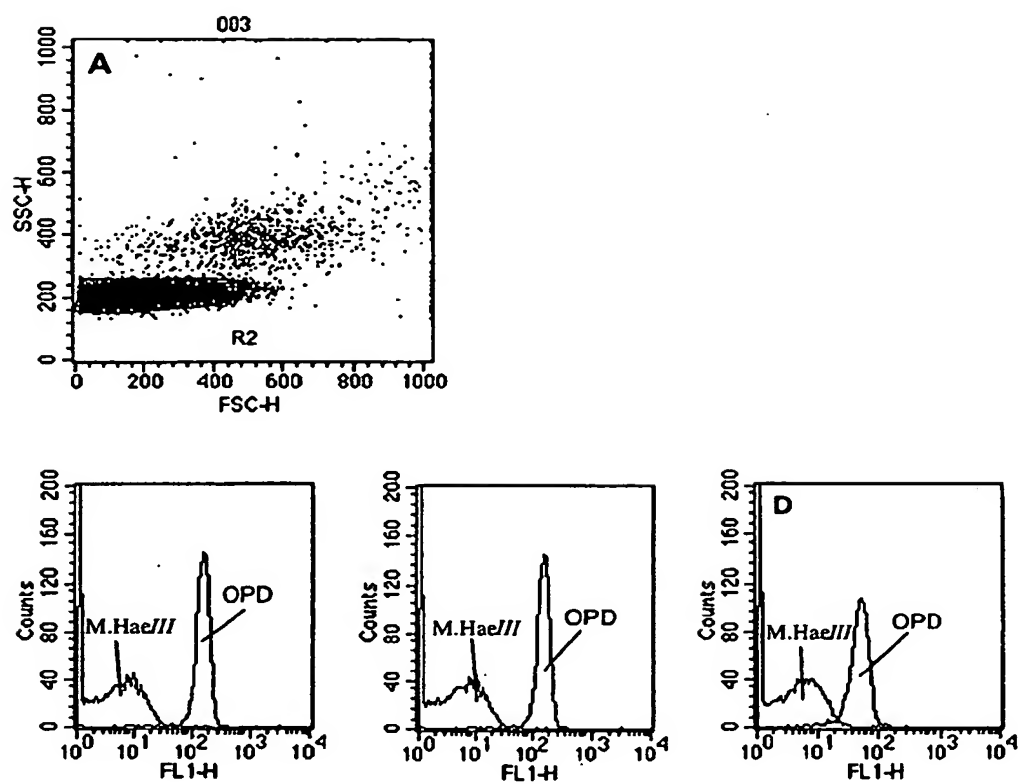 003
A
1000
800
600
400
200
0
SSC-H
R2
0 200 400 600 800 1000
FSC-H
200
160
120
80
40
0
Counts
M.HaeIII
OPD
10^0 10^1 10^2 10^3 10^4
FL1-H
200
160
120
80
40
0
Counts
M.HaeIII
OPD
10^0 10^1 10^2 10^3 10^4
FL1-H
D
200
160
120
80
40
0
Counts
M.HaeIII
OPD
10^0 10^1 10^2 10^3 10^4
FL1-H